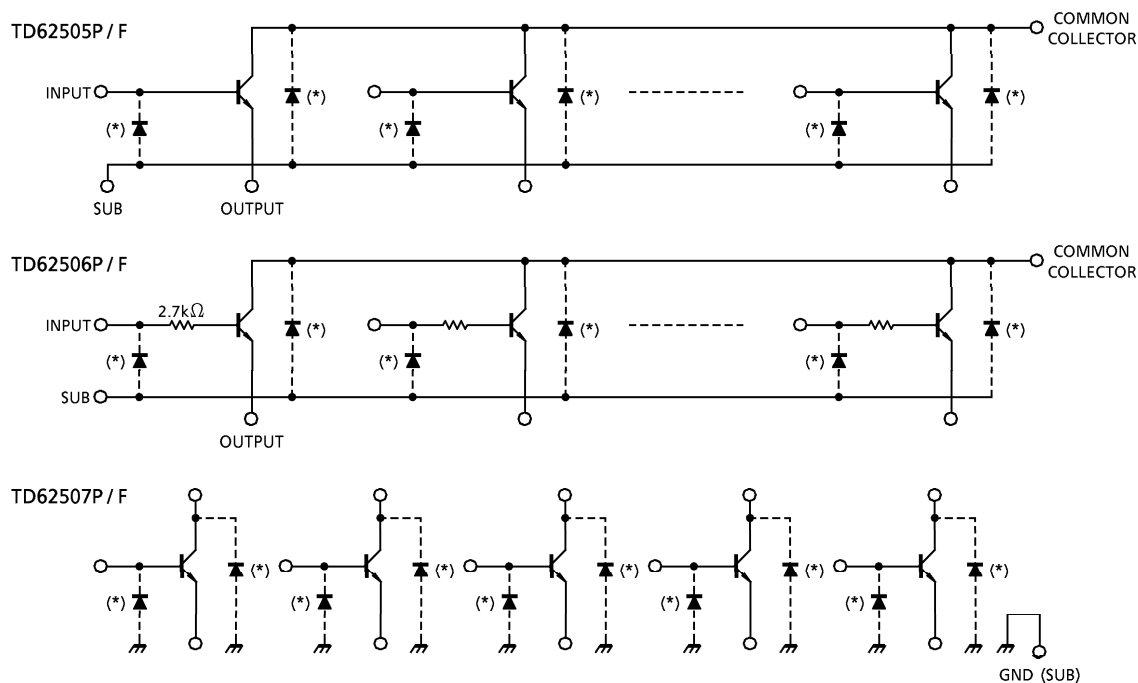 TD62505P / F
COMMON
COLLECTOR
INPUT
(*)
(*)
(*)
(*)
(*)
(*)
SUB
OUTPUT
TD62506P / F
COMMON
COLLECTOR
2.7kΩ
INPUT
(*)
(*)
(*)
(*)
(*)
(*)
SUB
OUTPUT
TD62507P / F
(*)
(*)
(*)
(*)
(*)
(*)
(*)
(*)
(*)
(*)
GND (SUB)